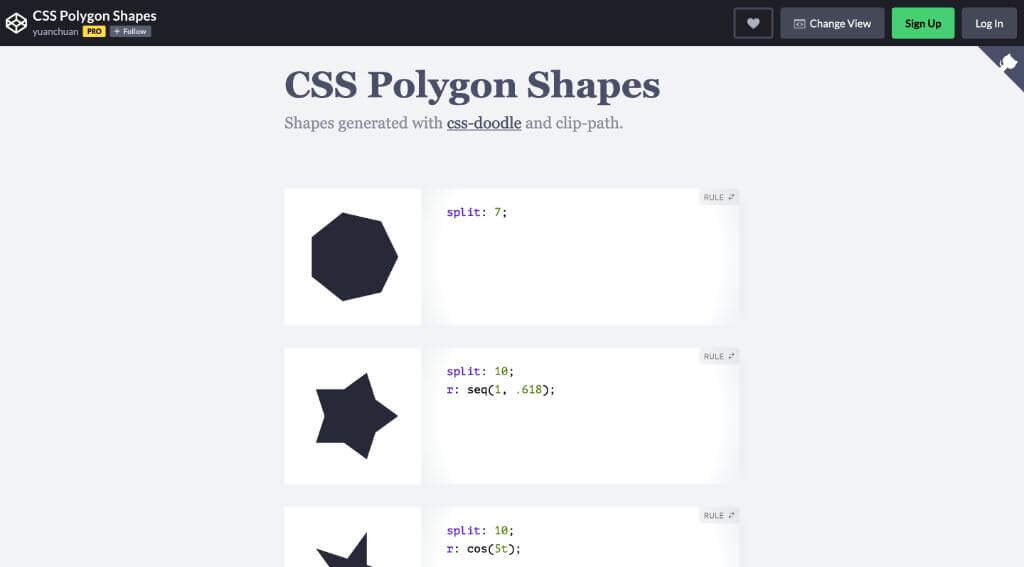 CSS Polygon Shapes
yuanchuan PRO + Follow
Change View
Sign Up
Log In
CSS Polygon Shapes
Shapes generated with css-doodle and clip-path.
RULE
split: 7;
RULE
split: 10;
r: seq(1, .618);
RULE
split: 10;
r: cos(5t);